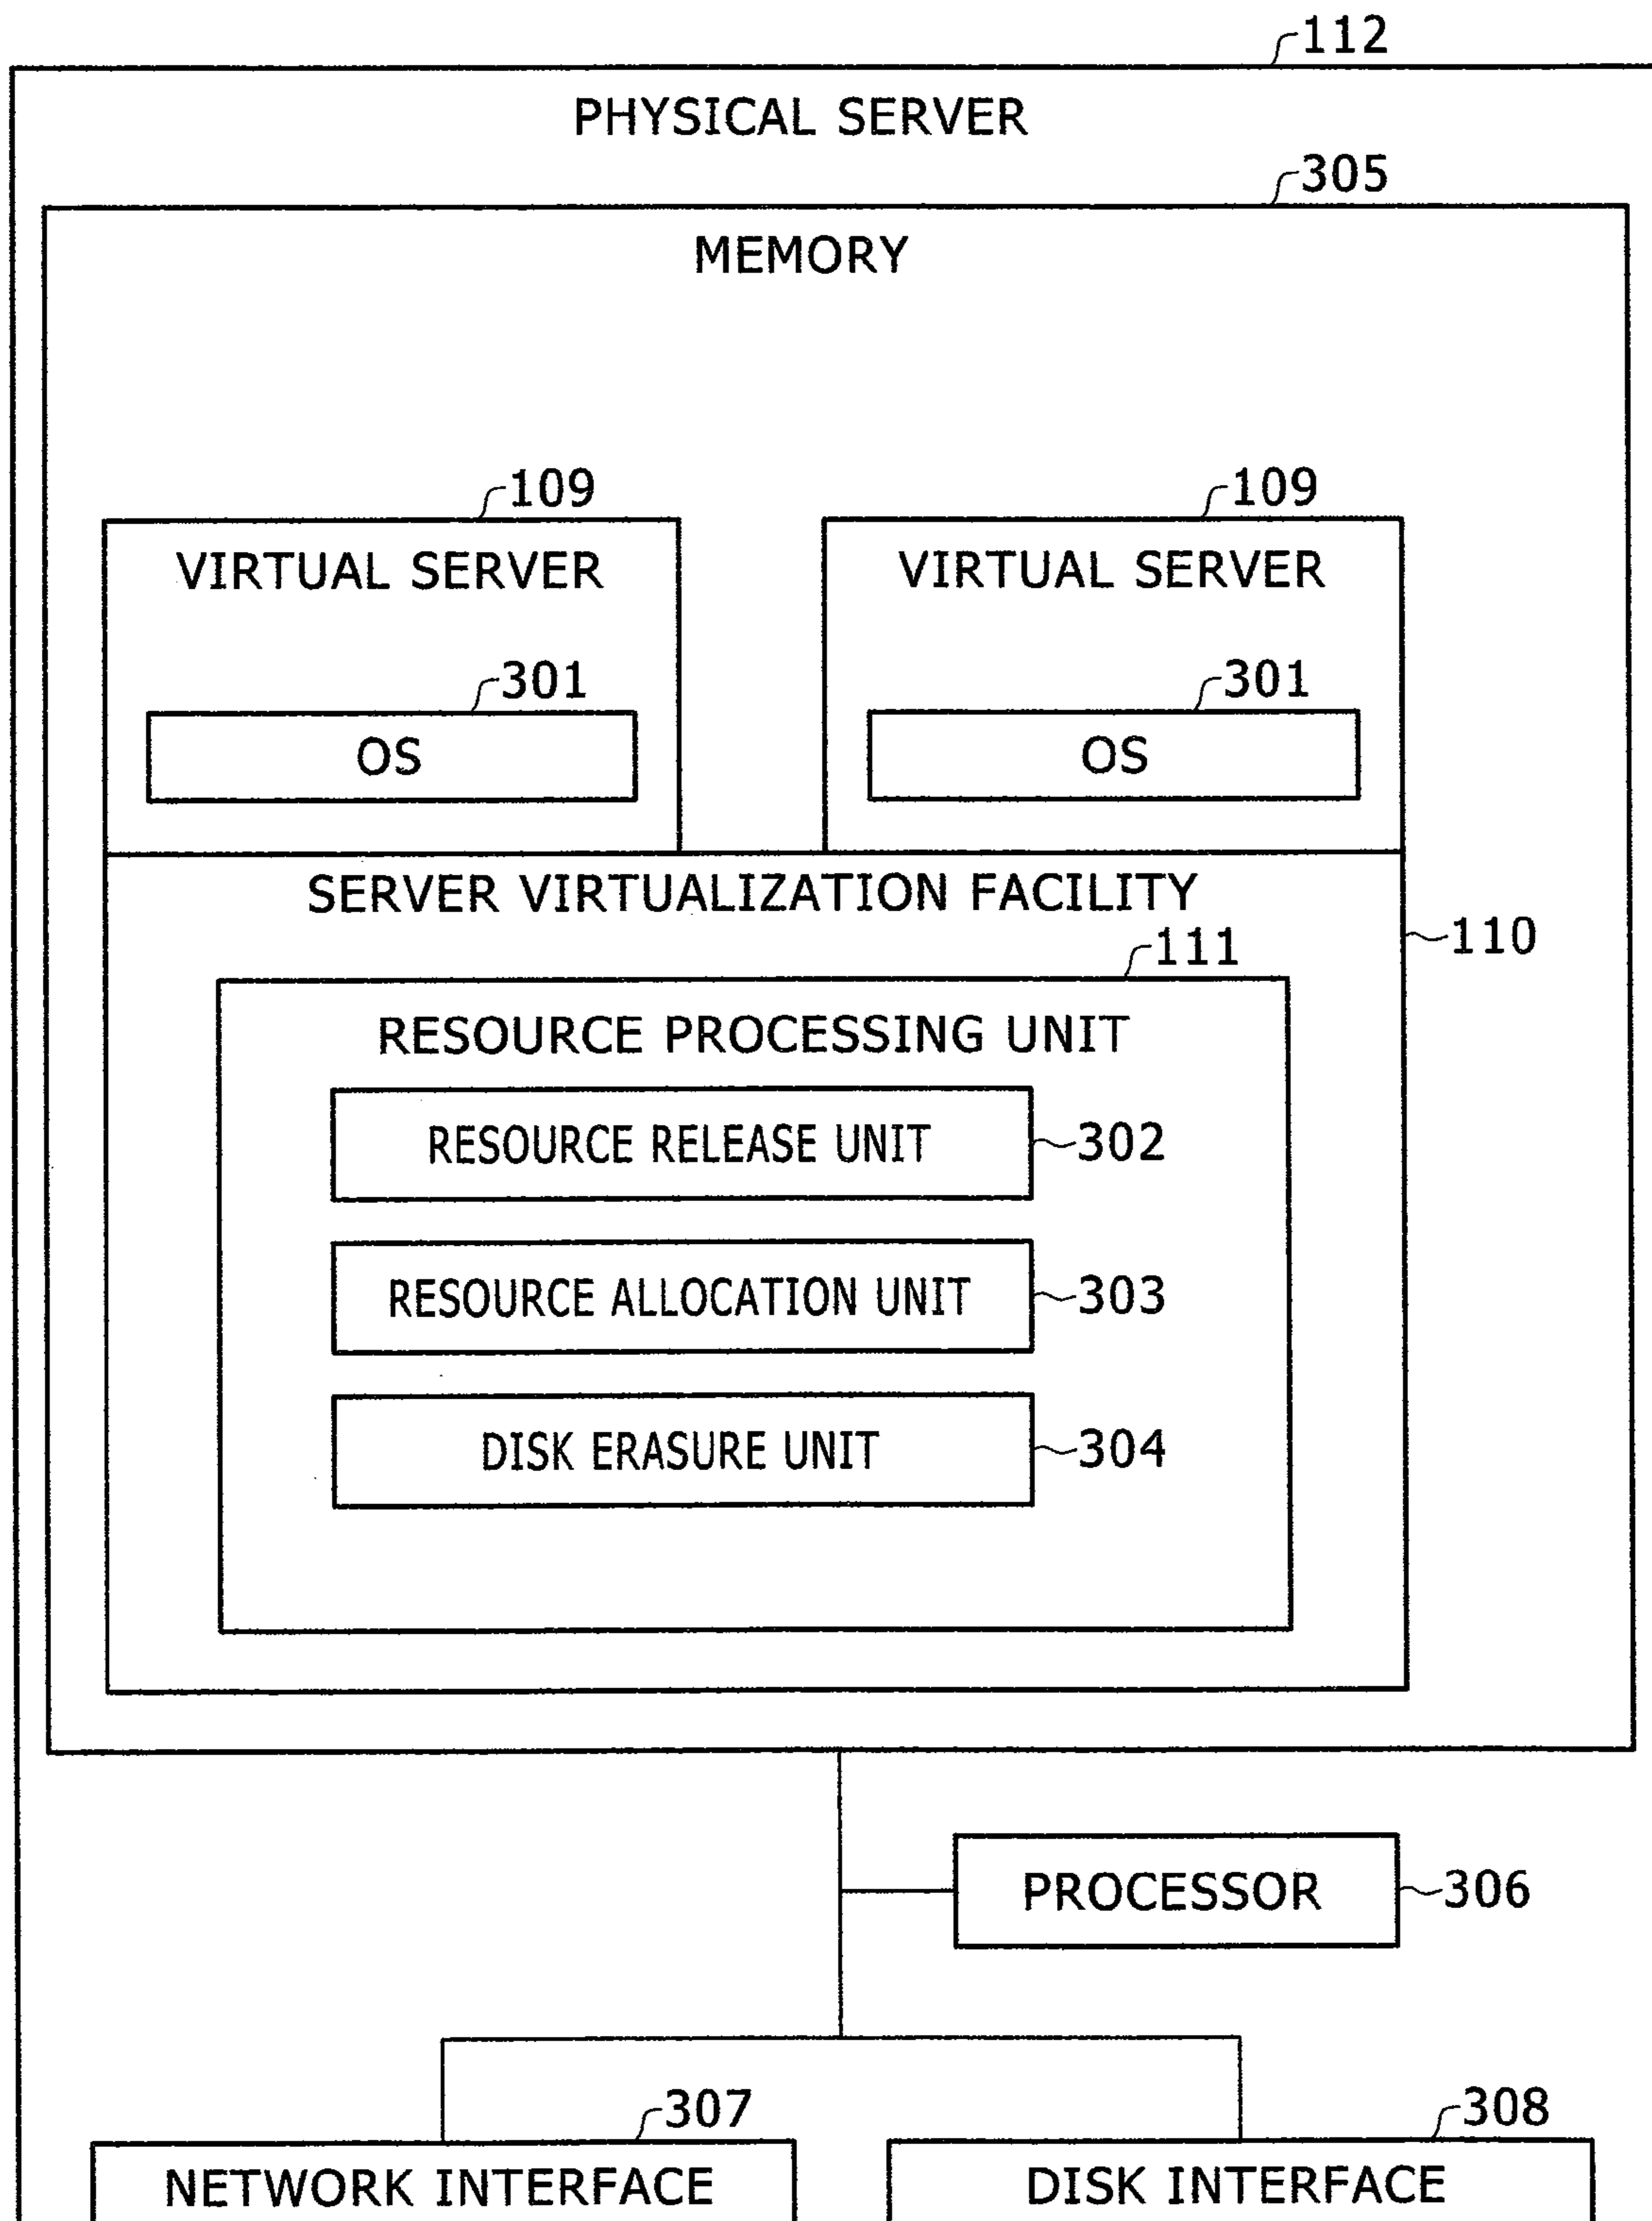 112
PHYSICAL SERVER
305
MEMORY
109
109
VIRTUAL SERVER
VIRTUAL SERVER
301
301
OS
OS
SERVER VIRTUALIZATION FACILITY
110
111
RESOURCE PROCESSING UNIT
RESOURCE RELEASE UNIT
302
RESOURCE ALLOCATION UNIT
303
DISK ERASURE UNIT
304
PROCESSOR
306
307
308
NETWORK INTERFACE
DISK INTERFACE